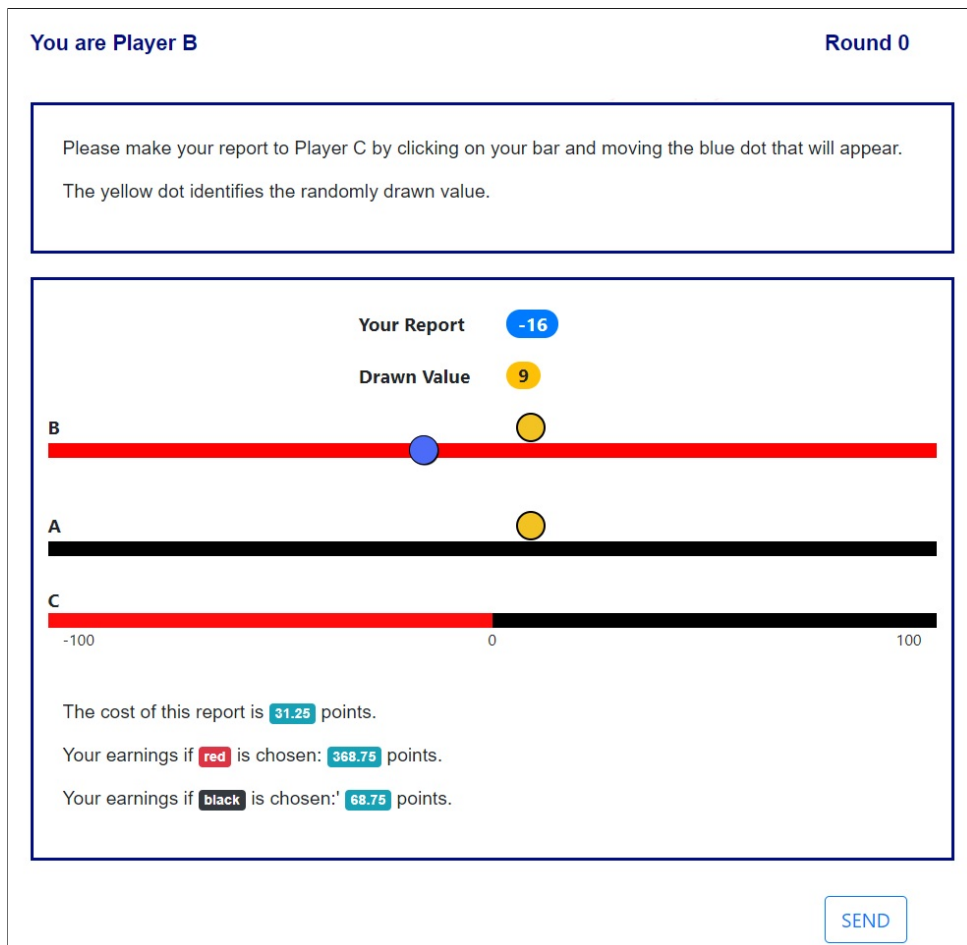 You are Player B Round 0
Please make your report to Player C by clicking on your bar and moving the blue dot that will appear.
The yellow dot identifies the randomly drawn value.
Your Report -16
Drawn Value 9
B
A
C
-100 0 100
The cost of this report is 31.25 points.
Your earnings if red is chosen: 368.75 points.
Your earnings if black is chosen:' 68.75 points.
SEND